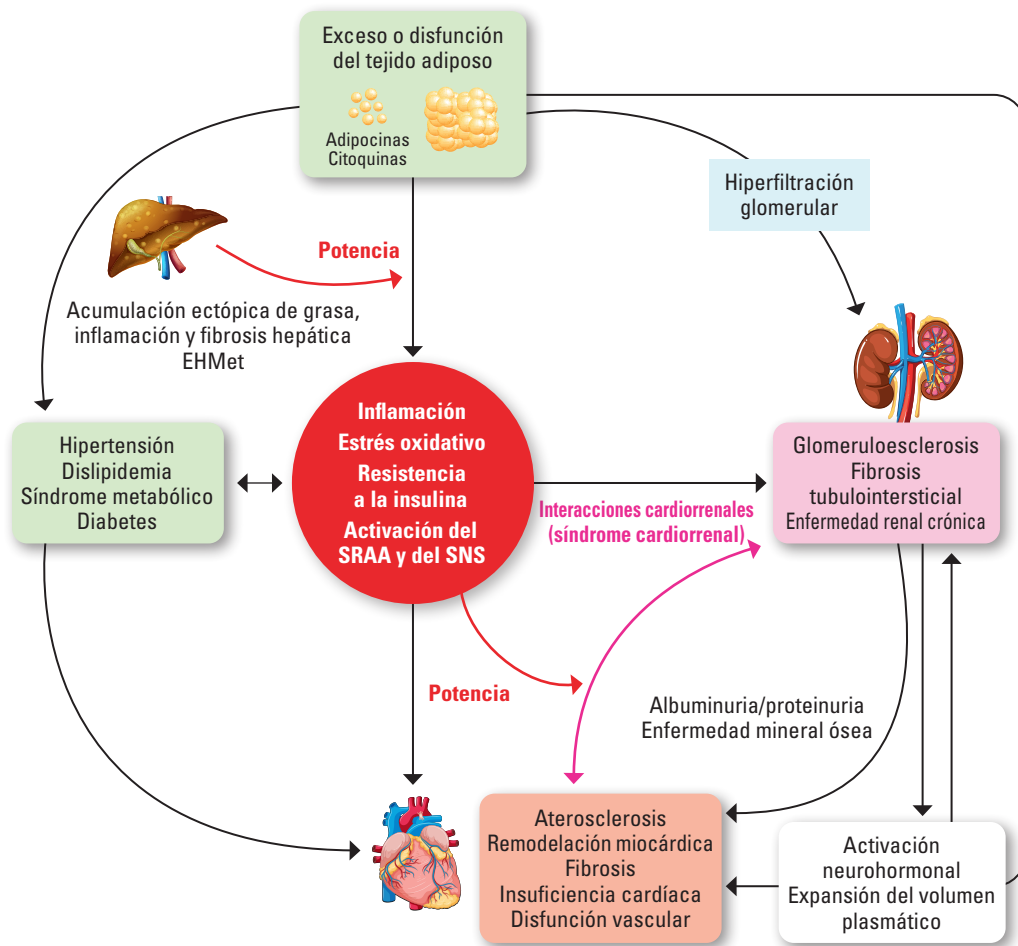 Exceso o disfunción
del tejido adiposo
Adipocinas
Citoquinas
Hiperfiltración
glomerular
Potencia
Acumulación ectópica de grasa,
inflamación y fibrosis hepática
EHMet
Inflamación
Estrés oxidativo
Resistencia
a la insulina
Activación del
SRAA y del SNS
Hipertensión
Dislipidemia
Síndrome metabólico
Diabetes
Glomeruloesclerosis
Fibrosis
tubulointersticial
Enfermedad renal crónica
Interacciones cardiorrenales
(síndrome cardiorrenal)
Potencia
Albuminuria/proteinuria
Enfermedad mineral ósea
Aterosclerosis
Remodelación miocárdica
Fibrosis
Insuficiencia cardíaca
Disfunción vascular
Activación
neurohormonal
Expansión del volumen
plasmático